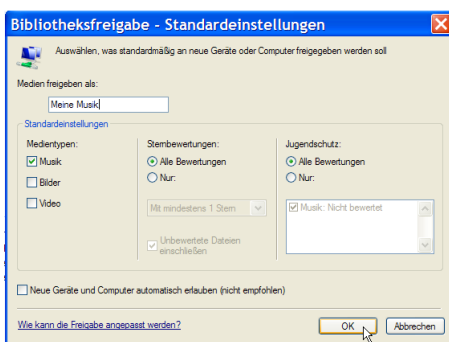 Bibliotheksfreigabe - Standardeinstellungen
Auswählen, was standardmäßig an neue Geräte oder Computer freigegeben werden soll
Medien freigeben als:
Meine Musik
Standardeinstellungen
Medientypen:
Musik
Bilder
Video
Sternbewertungen:
Alle Bewertungen
Nur:
Mit mindestens 1 Stern
Unbewertete Dateien
einschließen
Jugendschutz:
Alle Bewertungen
Nur:
Musik: Nicht bewertet
Neue Geräte und Computer automatisch erlauben (nicht empfohlen)
Wie kann die Freigabe angepasst werden?
OK
Abbrechen